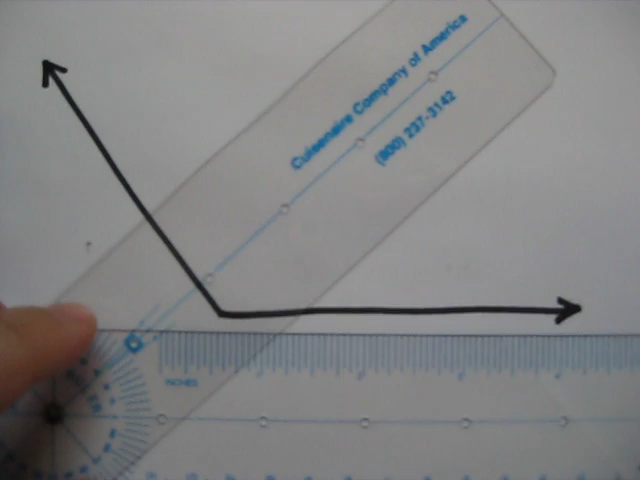 Cuisenaire Company of America
(800) 237-3142
INCHES